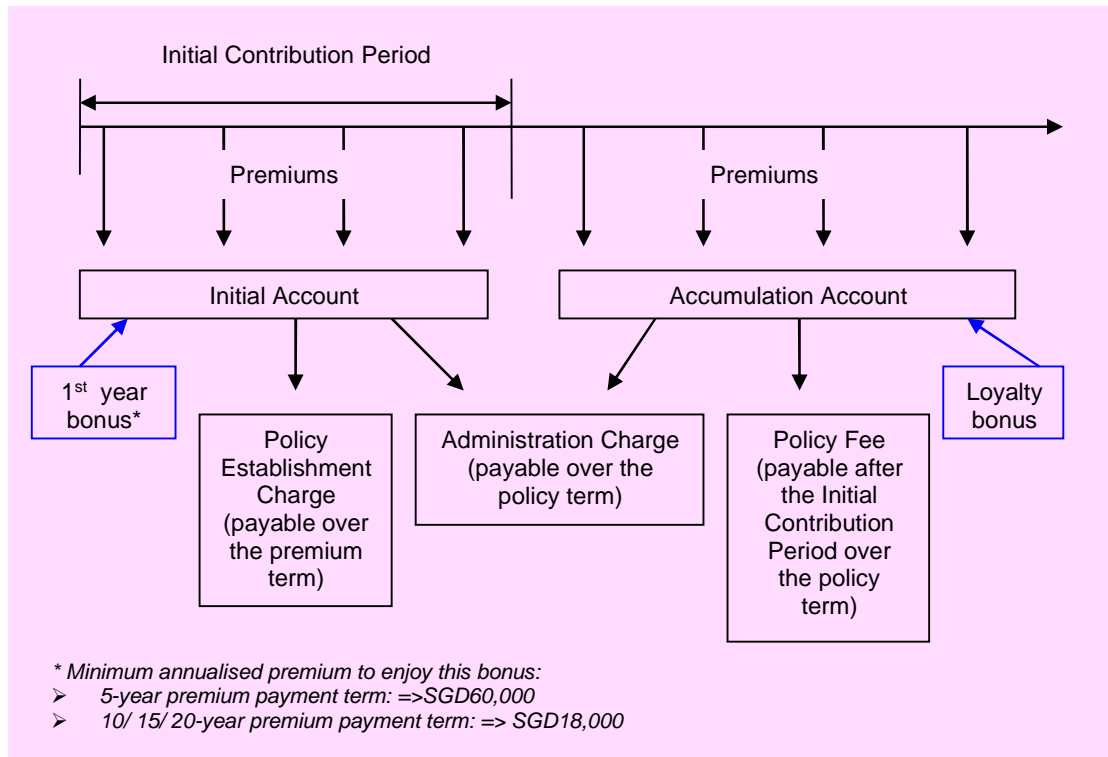 Initial Contribution Period
Premiums
Premiums
Initial Account
Accumulation Account
1st year
bonus*
Loyalty
bonus
Policy
Establishment
Charge
(payable over
the premium
term)
Administration Charge
(payable over the
policy term)
Policy Fee
(payable after
the Initial
Contribution
Period over
the policy
term)
* Minimum annualised premium to enjoy this bonus:
➢ 5-year premium payment term: =>SGD60,000
➢ 10/ 15/ 20-year premium payment term: => SGD18,000